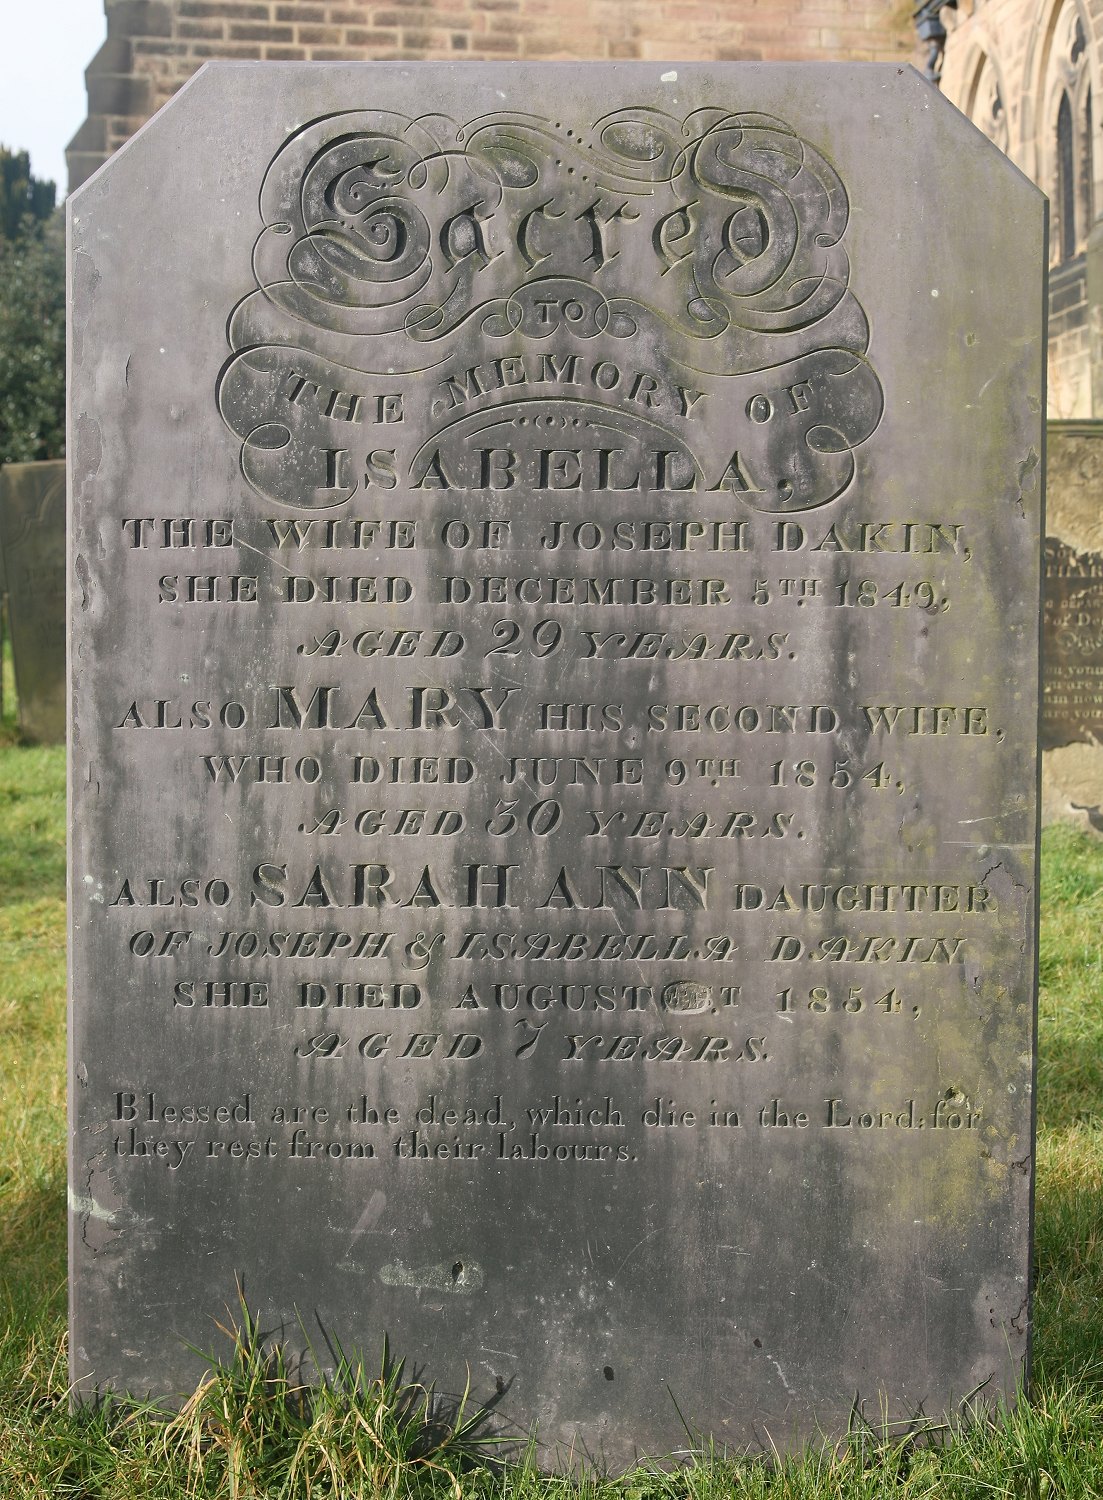 Sacred
TO
THE MEMORY OF
ISABELLA,
THE WIFE OF JOSEPH DAKIN,
SHE DIED DECEMBER 5TH 1849,
AGED 29 YEARS.
ALSO MARY HIS SECOND WIFE,
WHO DIED JUNE 9TH 1854,
AGED 30 YEARS.
ALSO SARAH ANN DAUGHTER
OF JOSEPH & ISABELLA DAKIN
SHE DIED AUGUST 1854,
AGED 7 YEARS.
Blessed are the dead, which die in the Lord: for
they rest from their labours.